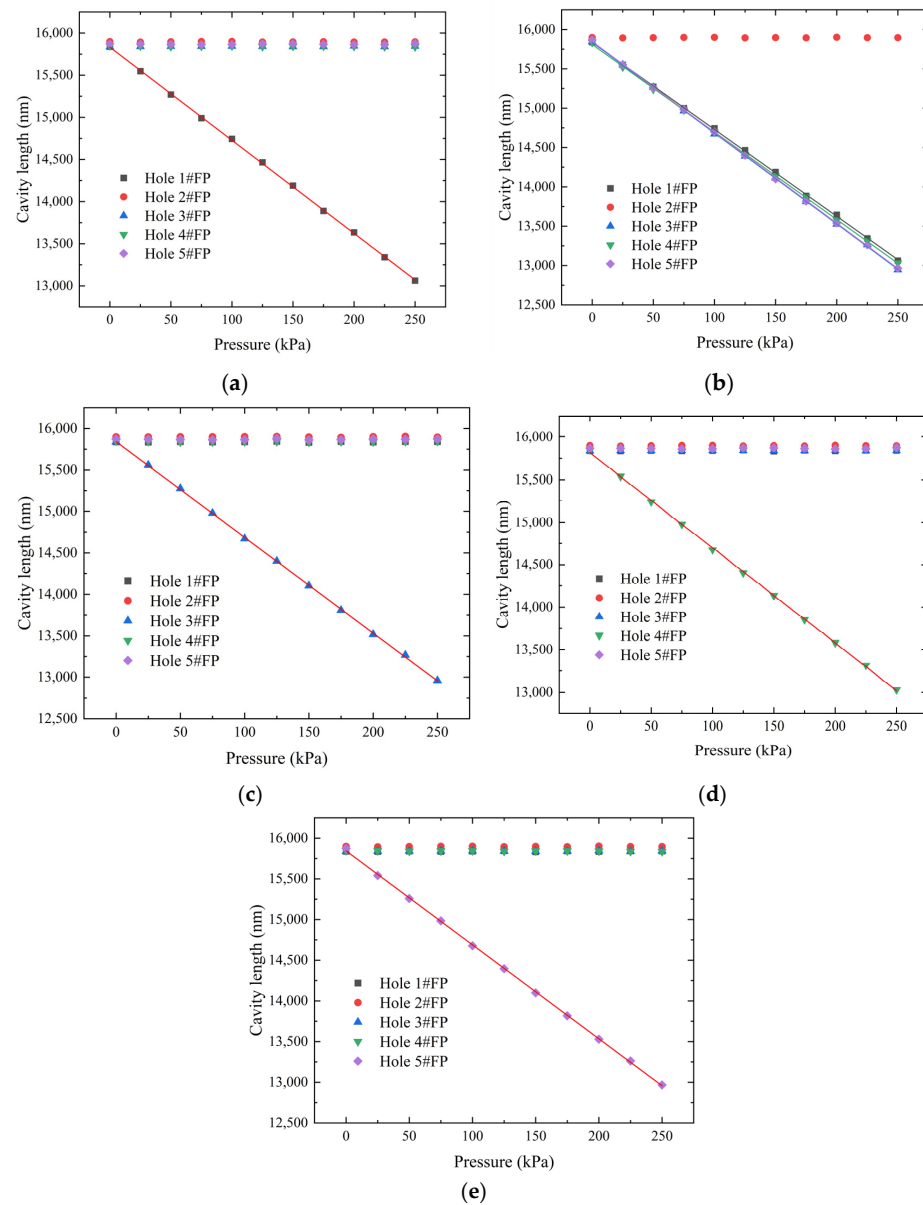 16,000
15,500
15,000
14,500
14,000
13,500
13,000
Cavity length (nm)
Hole 1#FP
Hole 2#FP
Hole 3#FP
Hole 4#FP
Hole 5#FP
0 50 100 150 200 250
Pressure (kPa)
(a)
16,000
15,500
15,000
14,500
14,000
13,500
13,000
12,500
Cavity length (nm)
Hole 1#FP
Hole 2#FP
Hole 3#FP
Hole 4#FP
Hole 5#FP
0 50 100 150 200 250
Pressure (kPa)
(b)
16,000
15,500
15,000
14,500
14,000
13,500
13,000
12,500
Cavity length (nm)
Hole 1#FP
Hole 2#FP
Hole 3#FP
Hole 4#FP
Hole 5#FP
0 50 100 150 200 250
Pressure (kPa)
(c)
16,000
15,500
15,000
14,500
14,000
13,500
13,000
Cavity length (nm)
Hole 1#FP
Hole 2#FP
Hole 3#FP
Hole 4#FP
Hole 5#FP
0 50 100 150 200 250
Pressure (kPa)
(d)
16,000
15,500
15,000
14,500
14,000
13,500
13,000
12,500
Cavity length (nm)
Hole 1#FP
Hole 2#FP
Hole 3#FP
Hole 4#FP
Hole 5#FP
0 50 100 150 200 250
Pressure (kPa)
(e)